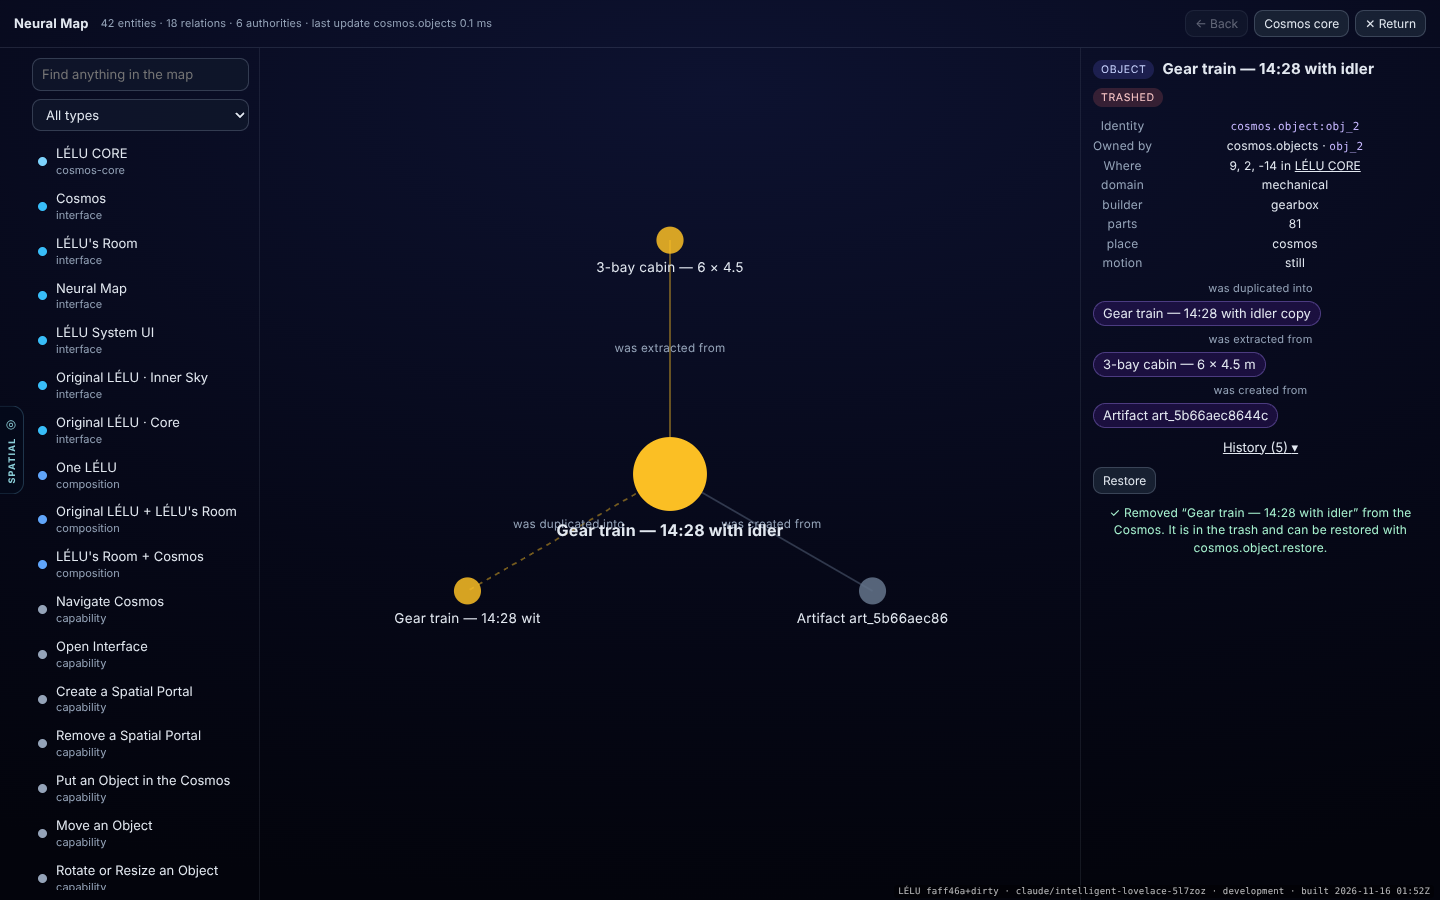 Neural Map 42 entities · 18 relations · 6 authorities · last update cosmos.objects 0.1 ms
← Back Cosmos core ✕ Return
Find anything in the map
All types
LÉLU CORE
cosmos-core
Cosmos
interface
LÉLU's Room
interface
Neural Map
interface
LÉLU System UI
interface
Original LÉLU · Inner Sky
interface
Original LÉLU · Core
interface
One LÉLU
composition
Original LÉLU + LÉLU's Room
composition
LÉLU's Room + Cosmos
composition
Navigate Cosmos
capability
Open Interface
capability
Create a Spatial Portal
capability
Remove a Spatial Portal
capability
Put an Object in the Cosmos
capability
Move an Object
capability
Rotate or Resize an Object
capability
SPATIAL ◎
3-bay cabin — 6 × 4.5
was extracted from
was duplicated into
was created from
Gear train — 14:28 with idler
Gear train — 14:28 wit
Artifact art_5b66aec86
OBJECT Gear train — 14:28 with idler
TRASHED
Identity cosmos.object:obj_2
Owned by cosmos.objects · obj_2
Where 9, 2, -14 in LÉLU CORE
domain mechanical
builder gearbox
parts 81
place cosmos
motion still
was duplicated into
Gear train — 14:28 with idler copy
was extracted from
3-bay cabin — 6 × 4.5 m
was created from
Artifact art_5b66aec8644c
History (5) ▾
Restore
✓ Removed “Gear train — 14:28 with idler” from the
Cosmos. It is in the trash and can be restored with
cosmos.object.restore.
LÉLU faff46a+dirty · claude/intelligent-lovelace-5l7zoz · development · built 2026-11-16 01:52Z